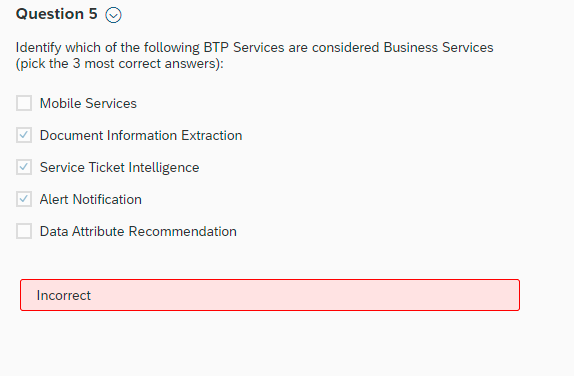 Question 5
Identify which of the following BTP Services are considered Business Services
(pick the 3 most correct answers):
Mobile Services
Document Information Extraction
Service Ticket Intelligence
Alert Notification
Data Attribute Recommendation
Incorrect